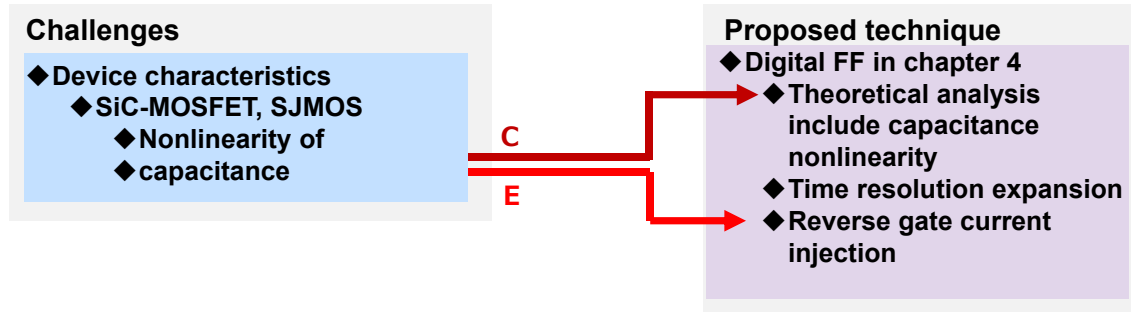 Challenges
◆Device characteristics
◆SiC-MOSFET, SJMOS
◆Nonlinearity of
◆capacitance
C
E
Proposed technique
◆Digital FF in chapter 4
◆Theoretical analysis
include capacitance
nonlinearity
◆Time resolution expansion
◆Reverse gate current
injection